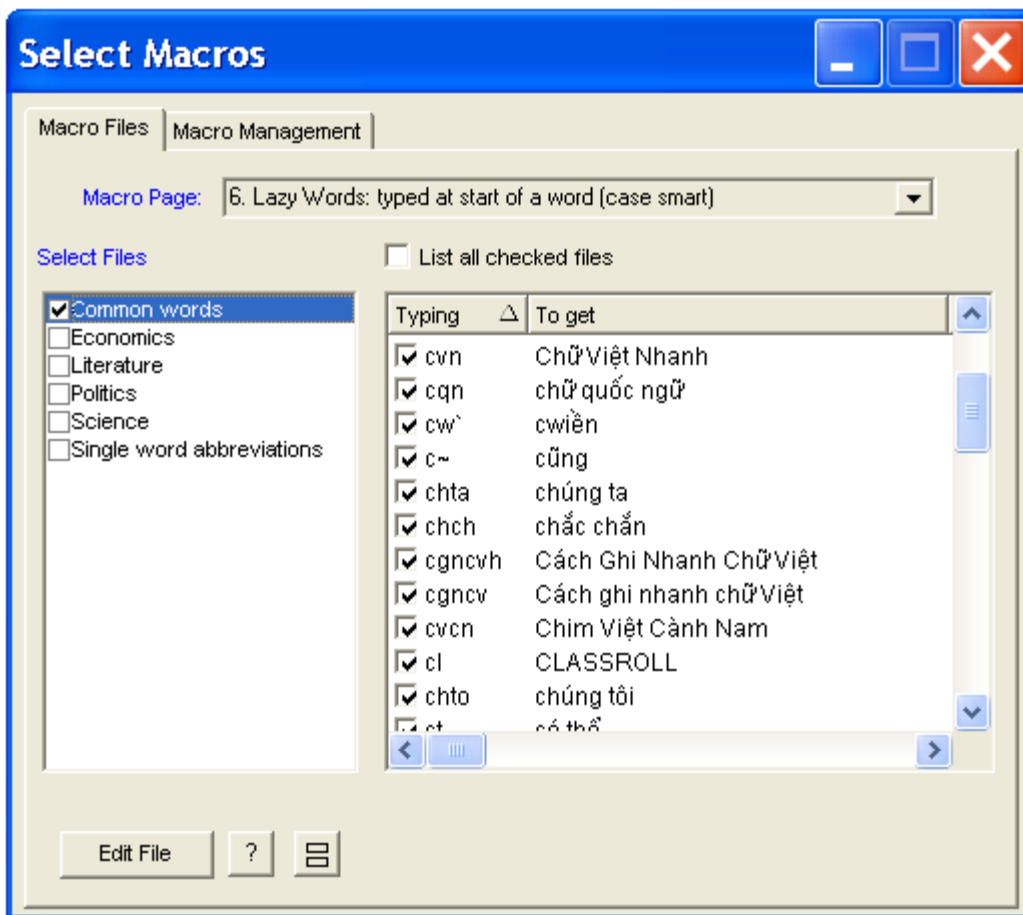 Select Macros
Macro Files Macro Management
Macro Page: 6. Lazy Words: typed at start of a word (case smart)
Select Files List all checked files
Common words
Economics
Literature
Politics
Science
Single word abbreviations
Typing To get
cvn Chữ Việt Nhanh
cqn chữ quốc ngữ
cw` cwiền
c~ cũng
chta chúng ta
chch chắc chắn
cgncvh Cách Ghi Nhanh Chữ Việt
cgncv Cách ghi nhanh chữ Việt
cvcn Chim Việt Cành Nam
cl CLASSROLL
chto chúng tôi
ct có thể
Edit File ?